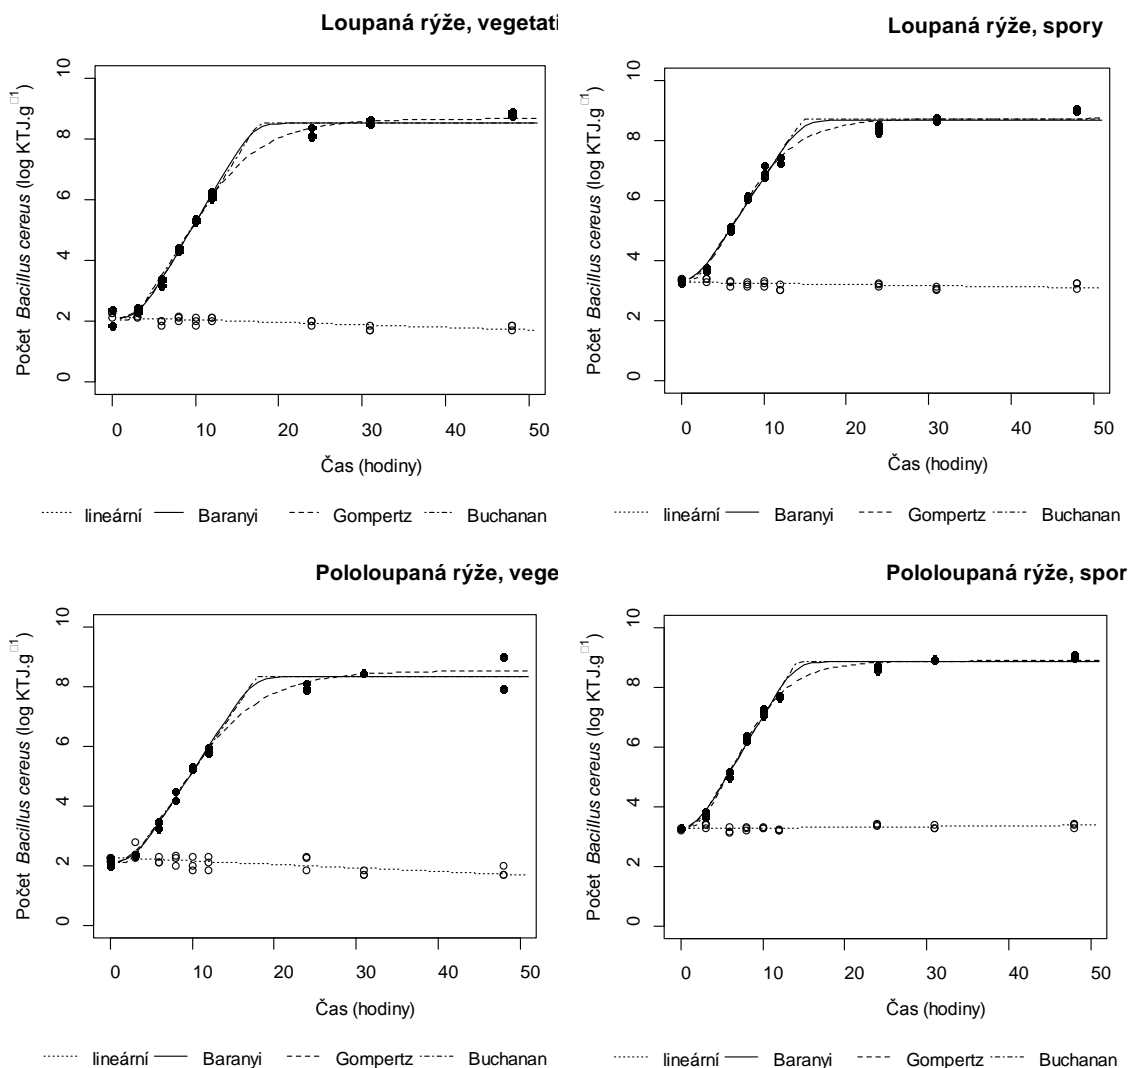 Loupaná rýže, vegetati
Počet Bacillus cereus (log KTJ.g□1)
0 2 4 6 8 10
0 10 20 30 40 50
Čas (hodiny)
lineární Baranyi Gompertz Buchanan
Loupaná rýže, spory
Počet Bacillus cereus (log KTJ.g□1)
0 2 4 6 8 10
0 10 20 30 40 50
Čas (hodiny)
lineární Baranyi Gompertz Buchanan
Pololoupaná rýže, vege
Počet Bacillus cereus (log KTJ.g□1)
0 2 4 6 8 10
0 10 20 30 40 50
Čas (hodiny)
lineární Baranyi Gompertz Buchanan
Pololoupaná rýže, spor
Počet Bacillus cereus (log KTJ.g□1)
0 2 4 6 8 10
0 10 20 30 40 50
Čas (hodiny)
lineární Baranyi Gompertz Buchanan